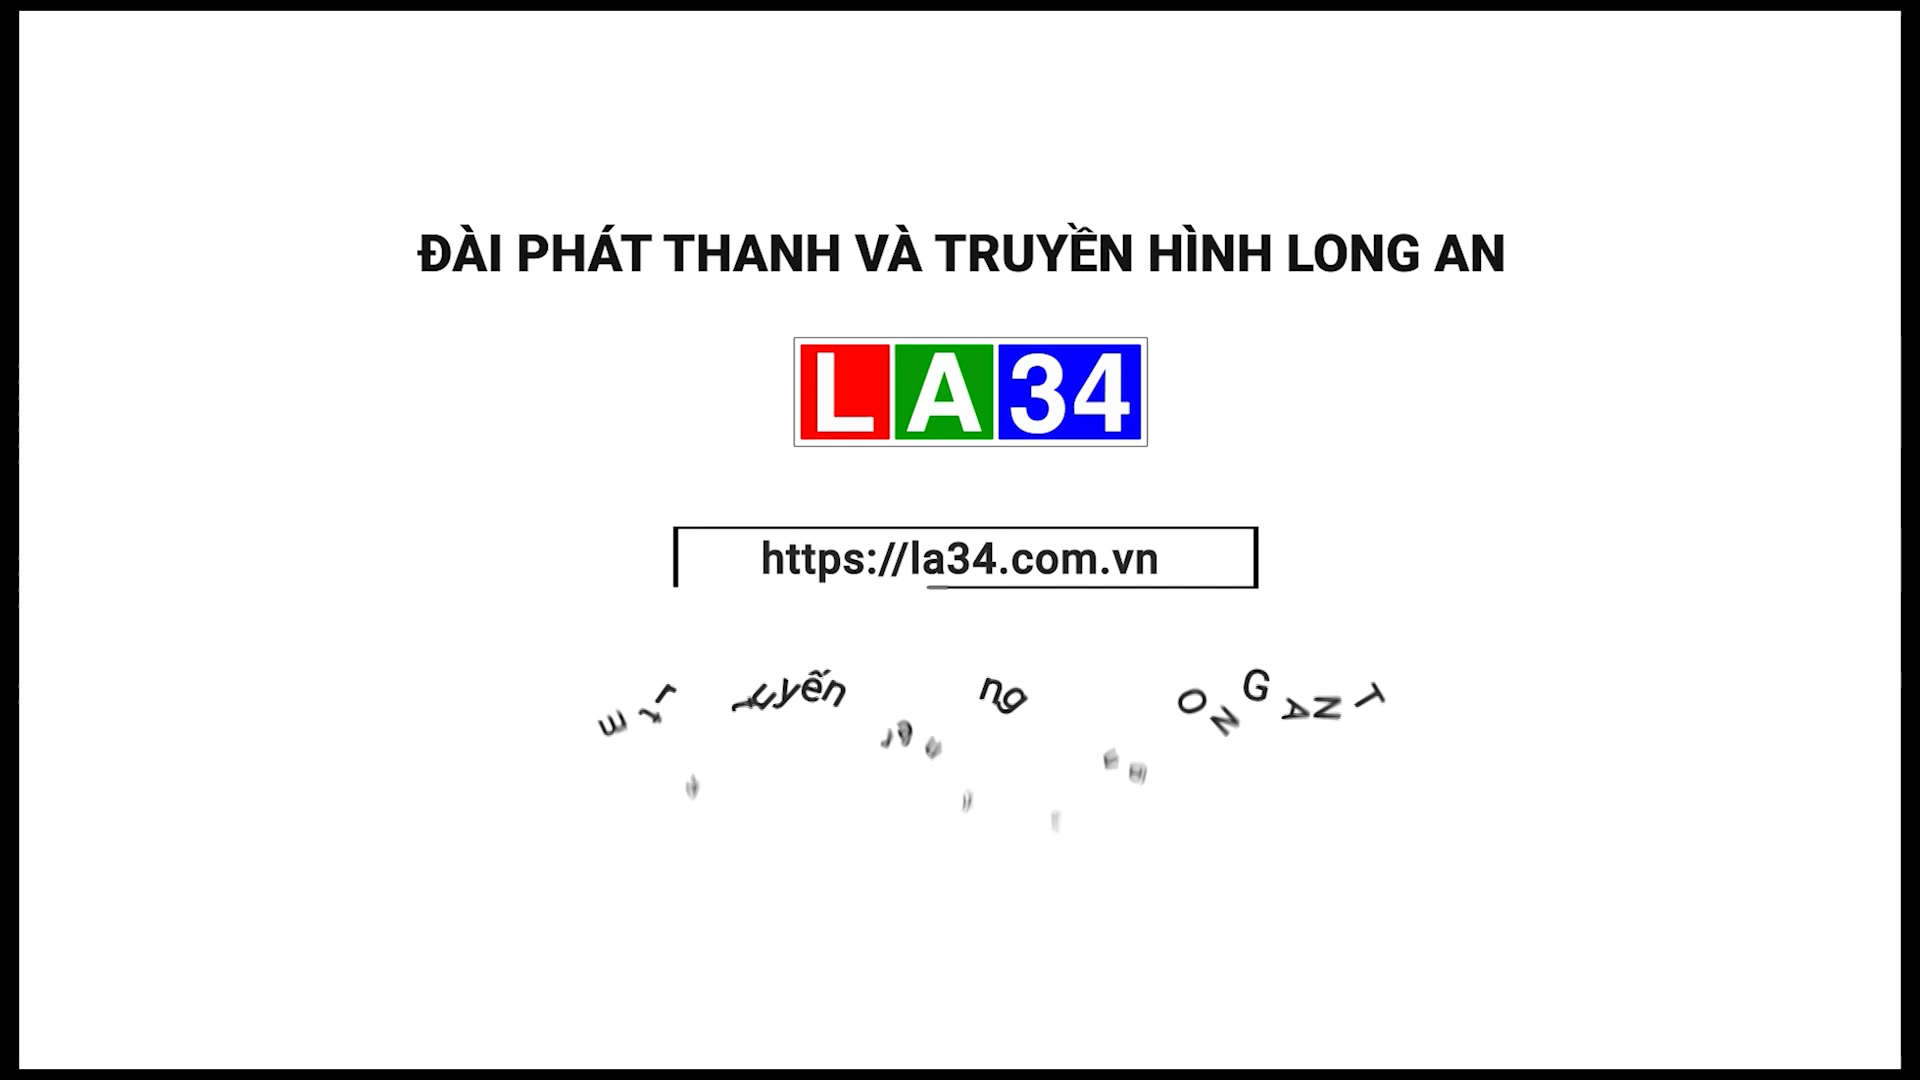 ĐÀI PHÁT THANH VÀ TRUYỀN HÌNH LONG AN
LA34
https://la34.com.vn